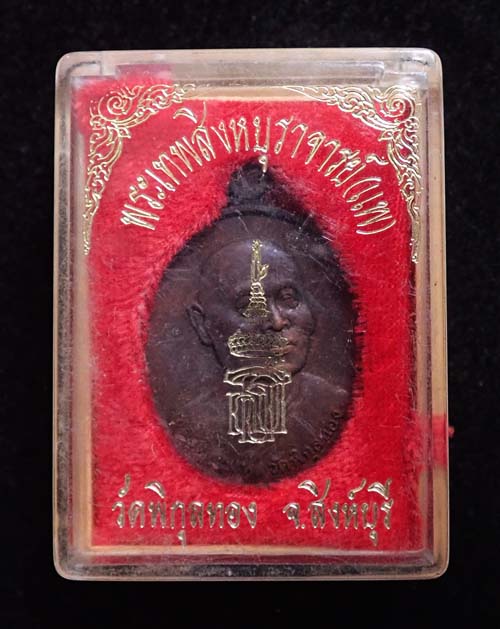 พระเทพสิงหบุราจารย์(แพ)
วัดพิกุลทอง จ.สิงห์บุรี